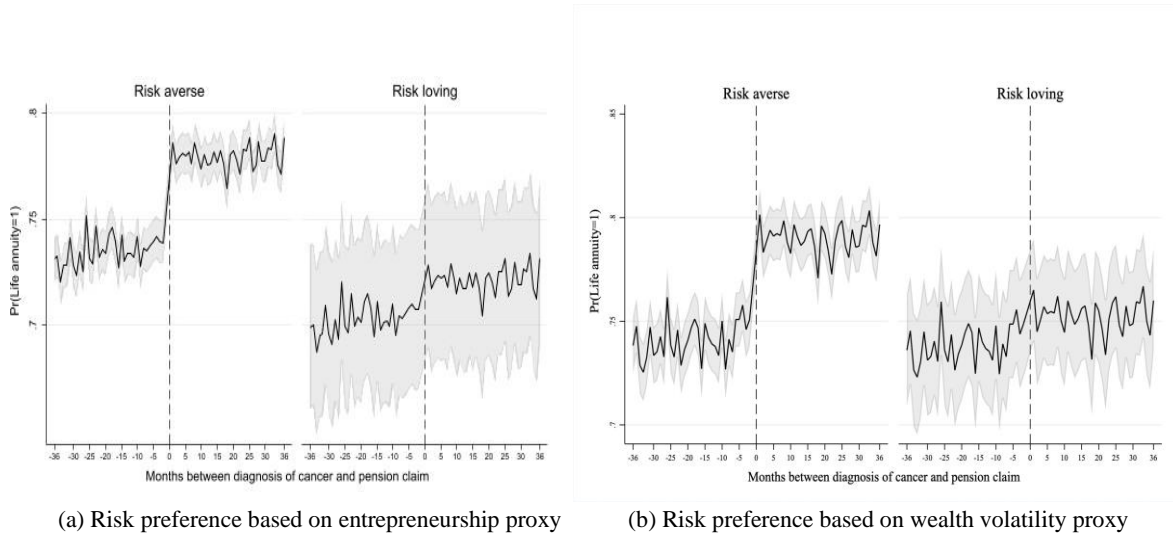 Risk averse
Risk loving
Pr(Life annuity=1)
.8
.75
.7
-36 -30 -25 -20 -15 -10 -5 0 5 10 15 20 25 30 36
-36 -30 -25 -20 -15 -10 -5 0 5 10 15 20 25 30 36
Months between diagnosis of cancer and pension claim
(a) Risk preference based on entrepreneurship proxy
Risk averse
Risk loving
Pr(Life annuity=1)
.85
.8
.75
.7
-36 -30 -25 -20 -15 -10 -5 0 5 10 15 20 25 30 36
-36 -30 -25 -20 -15 -10 -5 0 5 10 15 20 25 30 36
Months between diagnosis of cancer and pension claim
(b) Risk preference based on wealth volatility proxy